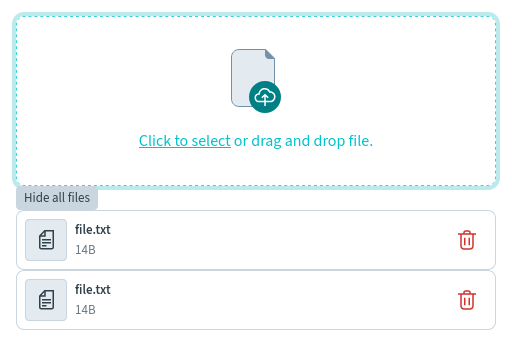 Click to select or drag and drop file.
Hide all files
file.txt
14B
file.txt
14B